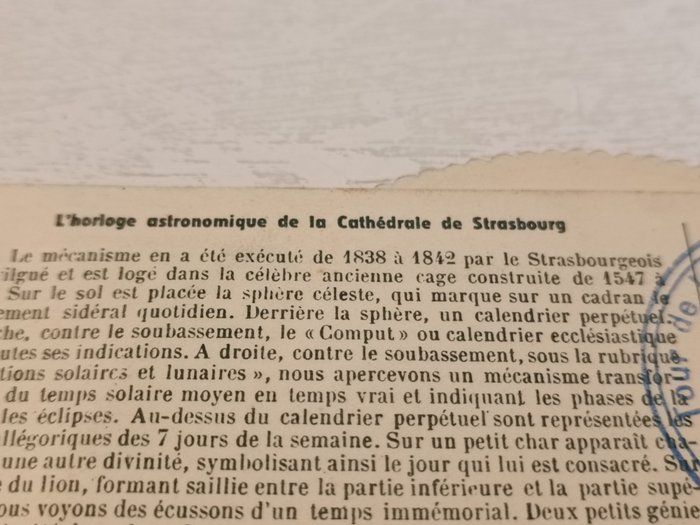 L'horloge astronomique de la Cathédrale de Strasbourg
Le mécanisme en a été exécuté de 1838 à 1842 par le Strasbourgeois
ilgué et est logé dans la célèbre ancienne cage construite de 1547 à
Sur le sol est placée la sphère céleste, qui marque sur un cadran le
ement sidéral quotidien. Derrière la sphère, un calendrier perpétuel.
che, contre le soubassement, le « Comput » ou calendrier ecclésiastique
utes ses indications. A droite, contre le soubassement, sous la rubrique
tions solaires et lunaires », nous apercevons un mécanisme transfor-
du temps solaire moyen en temps vrai et indiquant les phases de la
les éclipses. Au-dessus du calendrier perpétuel sont représentées les
llégoriques des 7 jours de la semaine. Sur un petit char apparaît cha-
une autre divinité, symbolisant ainsi le jour qui lui est consacré. Sur
du lion, formant saillie entre la partie inférieure et la partie supé-
ous voyons des écussons d'un temps immémorial. Deux petits génie
our de